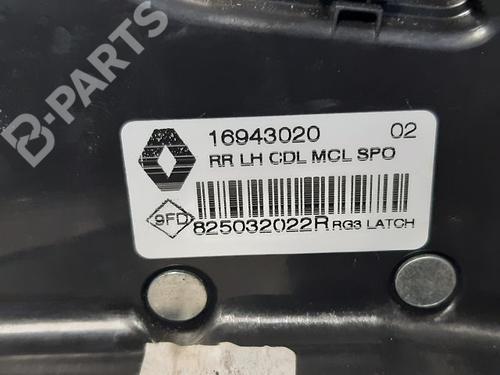 B-PARTS
16943020 02
RR LH CDL MCL SPO
9FD
825032022R RG3 LATCH